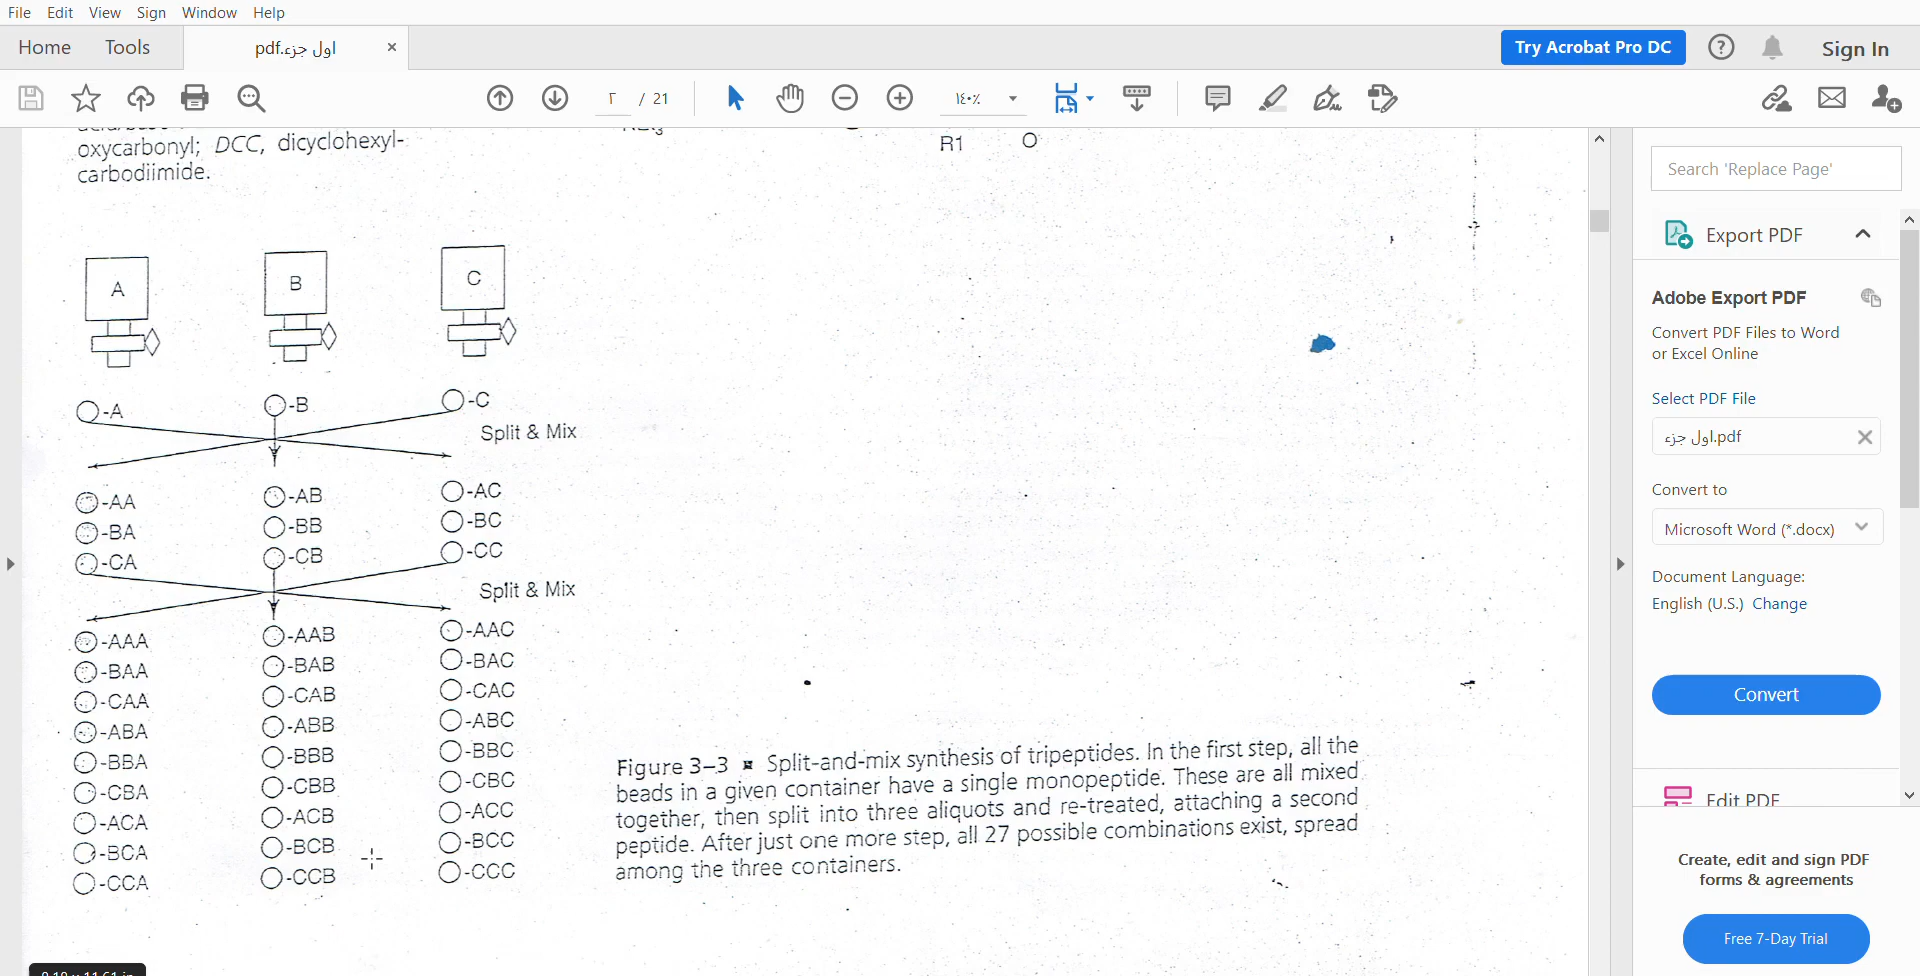 File Edit View Sign Window Help
Home Tools اول جزء.pdf × Try Acrobat Pro DC Sign In
٢ / 21 ١٤٠٪
oxycarbonyl; DCC, dicyclohexyl-
carbodiimide.
R1 O
A B C
-A -B -C
Split & Mix
-AA -AB -AC
-BA -BB -BC
-CA -CB -CC
Split & Mix
-AAA -AAB -AAC
-BAA -BAB -BAC
-CAA -CAB -CAC
-ABA -ABB -ABC
-BBA -BBB -BBC
-CBA -CBB -CBC
-ACA -ACB -ACC
-BCA -BCB -BCC
-CCA -CCB -CCC
Figure 3–3 Split-and-mix synthesis of tripeptides. In the first step, all the
beads in a given container have a single monopeptide. These are all mixed
together, then split into three aliquots and re-treated, attaching a second
peptide. After just one more step, all 27 possible combinations exist, spread
among the three containers.
Search 'Replace Page'
Export PDF
Adobe Export PDF
Convert PDF Files to Word
or Excel Online
Select PDF File
اول جزء.pdf
Convert to
Microsoft Word (*.docx)
Document Language:
English (U.S.) Change
Convert
Edit PDF
Create, edit and sign PDF
forms & agreements
Free 7-Day Trial